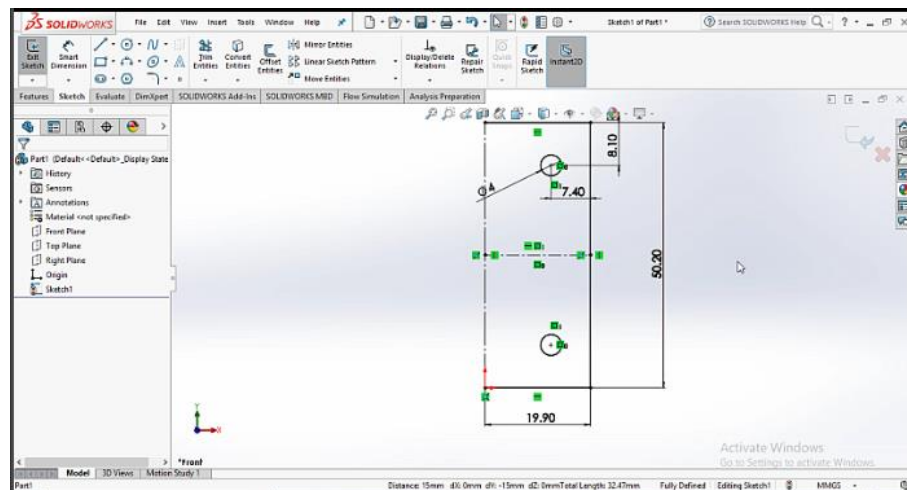 SOLIDWORKS File Edit View Insert Tools Window Help Sketch1 of Part1 * Search SOLIDWORKS Help
Exit Sketch
Smart Dimension
Trim Entities
Convert Entities
Offset Entities
Mirror Entities
Linear Sketch Pattern
Move Entities
Display/Delete Relations
Repair Sketch
Quick Snaps
Rapid Sketch
Instant2D
Features Sketch Evaluate DimXpert SOLIDWORKS Add-Ins SOLIDWORKS MBD Flow Simulation Analysis Preparation
Part1 (Default<<Default>_Display State
History
Sensors
Annotations
Material <not specified>
Front Plane
Top Plane
Right Plane
Origin
Sketch1
8.10
∅4
7.40
50.20
19.90
Y
X
*Front
Activate Windows
Go to Settings to activate Windows.
Model 3D Views Motion Study 1
Part1 Distance: 15mm dX: 0mm dY: -15mm dZ: 0mm Total Length: 32.47mm Fully Defined Editing Sketch1 MMGS